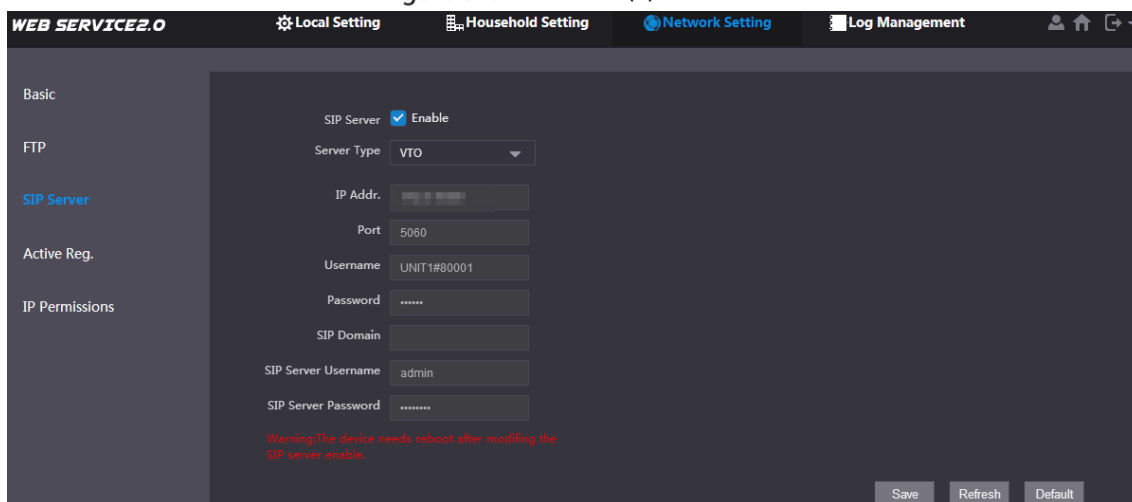 WEB SERVICE2.0 Local Setting Household Setting Network Setting Log Management
Basic
FTP
SIP Server
Active Reg.
IP Permissions
SIP Server Enable
Server Type VTO
IP Addr.
Port 5060
Username UNIT1#80001
Password ••••••
SIP Domain
SIP Server Username admin
SIP Server Password ••••••••
Warning:The device needs reboot after modifing the
SIP server enable.
Save Refresh Default